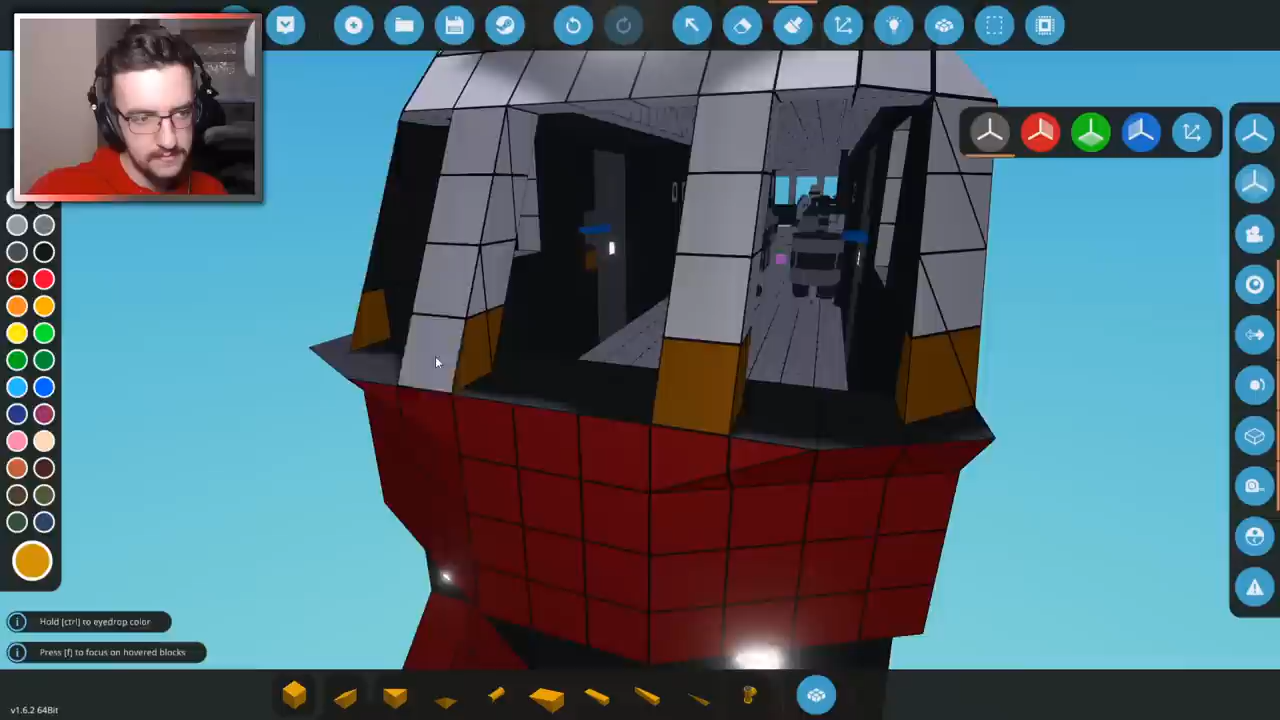 Hold [ctrl] to eyedrop color
Press [f] to focus on hovered blocks
v1.6.2 64Bit